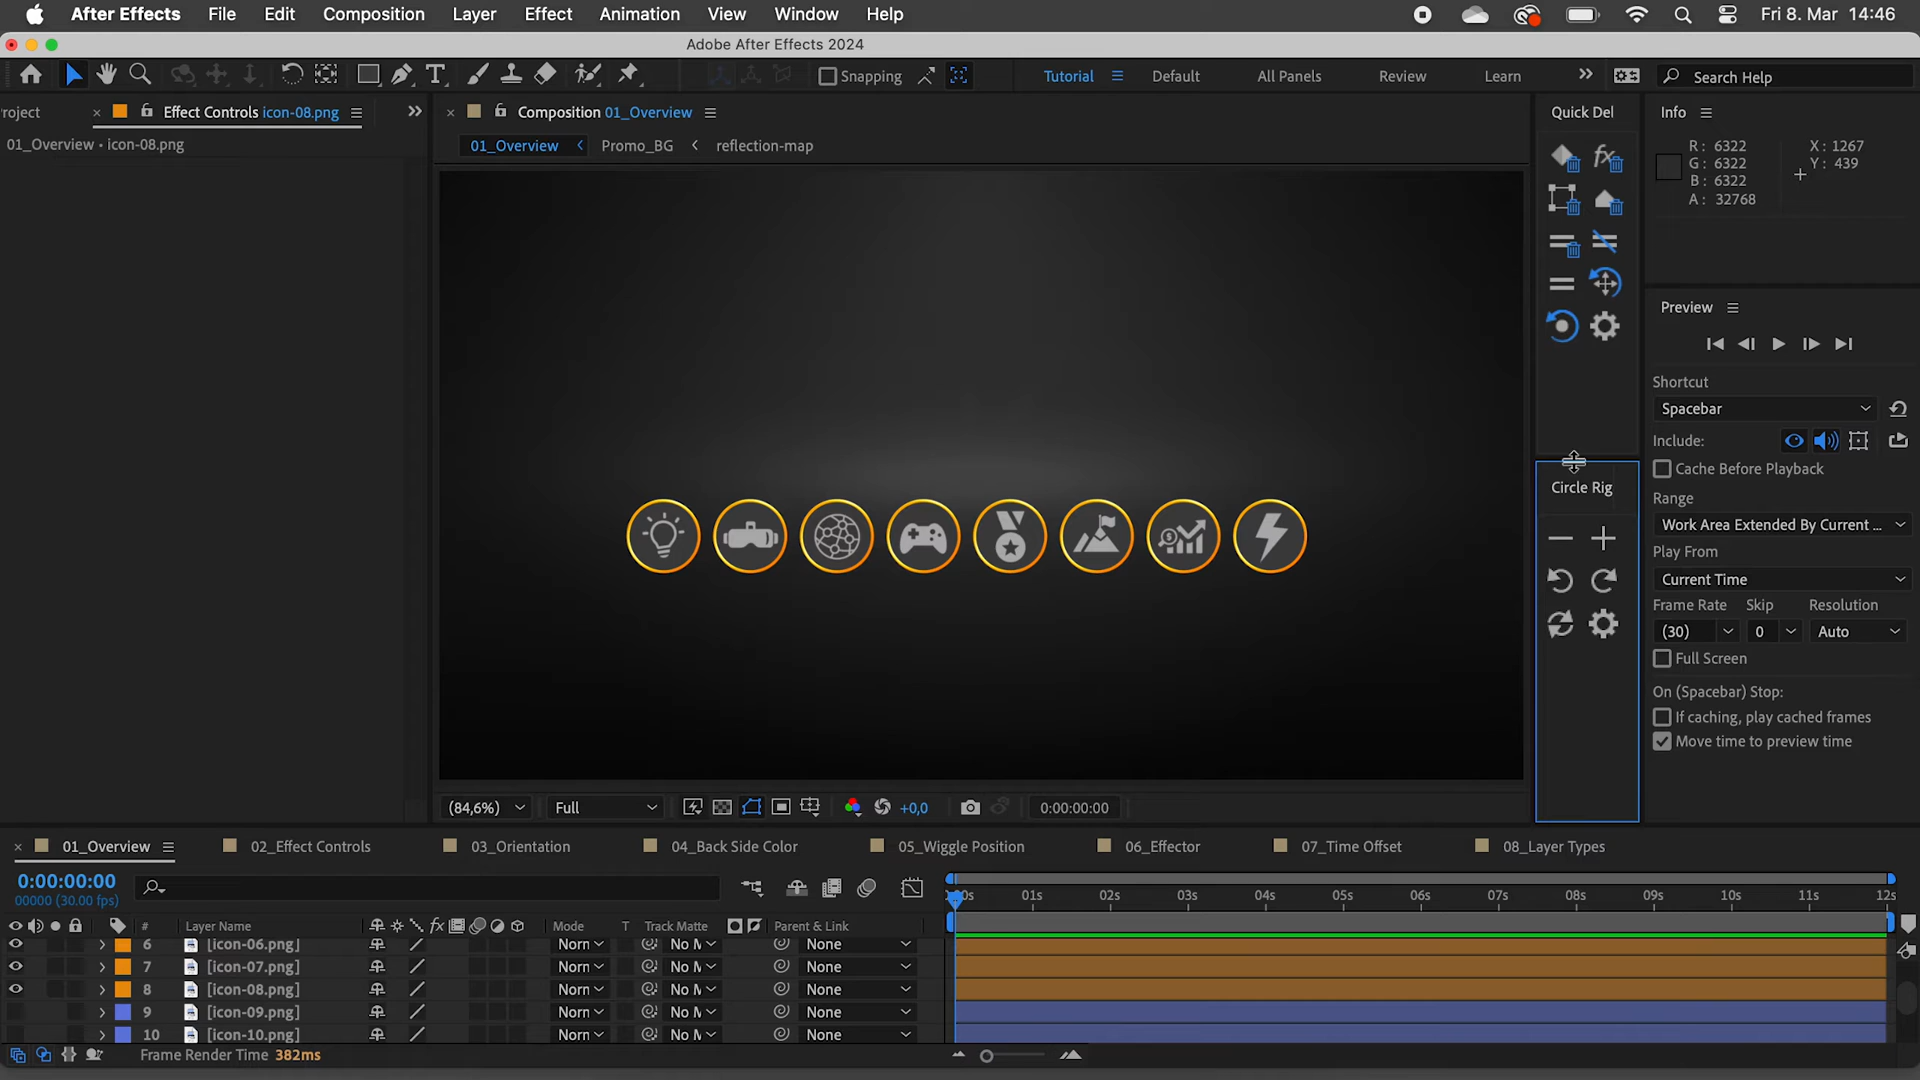 After Effects File Edit Composition Layer Effect Animation View Window Help Fri 8. Mar 14:46
Adobe After Effects 2024
Snapping Tutorial Default All Panels Review Learn Search Help
roject Effect Controls icon-08.png Composition 01_Overview Quick Del Info
01_Overview • icon-08.png 01_Overview Promo_BG reflection-map
R: 6322 X: 1267
G: 6322 Y: 439
B: 6322
A: 32768
Preview
Shortcut
Spacebar
Include:
Cache Before Playback
Circle Rig
Range
Work Area Extended By Current ...
Play From
Current Time
Frame Rate Skip Resolution
(30) 0 Auto
Full Screen
On (Spacebar) Stop:
If caching, play cached frames
Move time to preview time
(84,6%) Full +0,0 0:00:00:00
01_Overview 02_Effect Controls 03_Orientation 04_Back Side Color 05_Wiggle Position 06_Effector 07_Time Offset 08_Layer Types
0:00:00:00
00000 (30.00 fps)
0s 01s 02s 03s 04s 05s 06s 07s 08s 09s 10s 11s 12s
# Layer Name fx Mode T Track Matte Parent & Link
6 [icon-06.png] Norn No M None
7 [icon-07.png] Norn No M None
8 [icon-08.png] Norn No M None
9 [icon-09.png] Norn No M None
10 [icon-10.png] Norn No M None
Frame Render Time 382ms